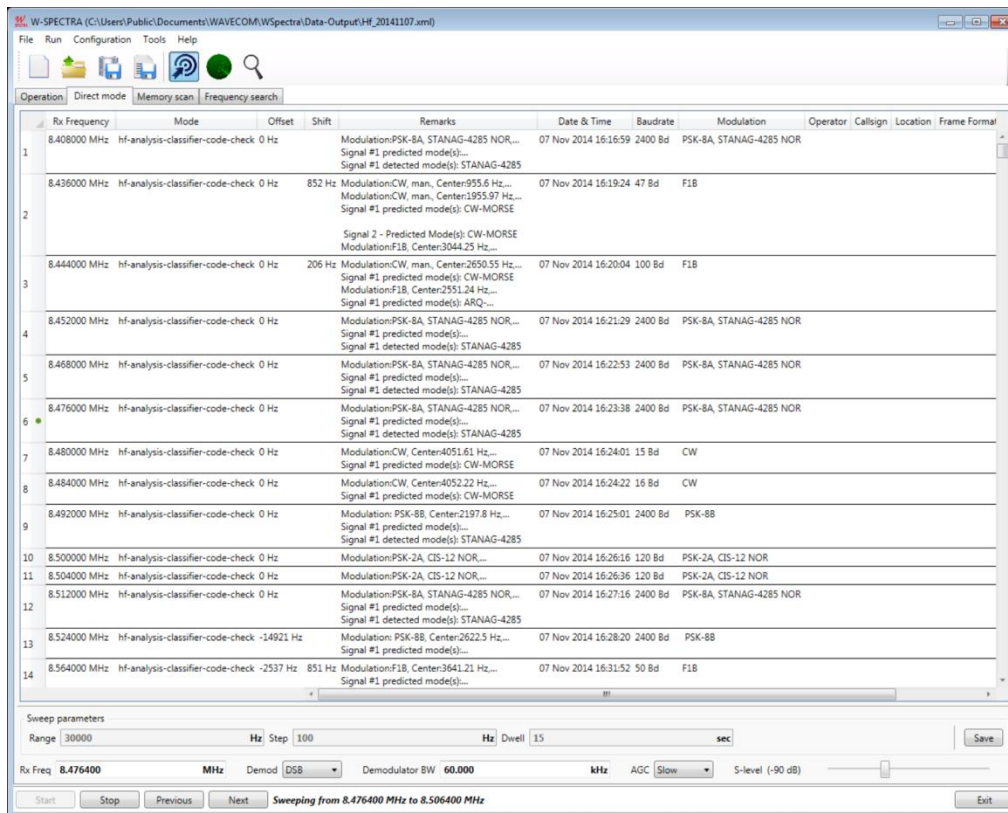 W-SPECTRA (C:\Users\Public\Documents\WAVECOM\WSpectra\Data-Output\Hf_20141107.xml)
File Run Configuration Tools Help
Operation Direct mode Memory scan Frequency search
Rx Frequency Mode Offset Shift Remarks Date & Time Baudrate Modulation Operator Callsign Location Frame Format
1 8.408000 MHz hf-analysis-classifier-code-check 0 Hz Modulation:PSK-8A, STANAG-4285 NOR,... 07 Nov 2014 16:16:59 2400 Bd PSK-8A, STANAG-4285 NOR
Signal #1 predicted mode(s):...
Signal #1 detected mode(s): STANAG-4285
2 8.436000 MHz hf-analysis-classifier-code-check 0 Hz 852 Hz Modulation:CW, man., Center:955.6 Hz,... 07 Nov 2014 16:19:24 47 Bd F1B
Modulation:CW, man., Center:1955.97 Hz,...
Signal #1 predicted mode(s): CW-MORSE
Signal 2 - Predicted Mode(s): CW-MORSE
Modulation:F1B, Center:3044.25 Hz,...
3 8.444000 MHz hf-analysis-classifier-code-check 0 Hz 206 Hz Modulation:CW, man., Center:2650.55 Hz,... 07 Nov 2014 16:20:04 100 Bd F1B
Signal #1 predicted mode(s): CW-MORSE
Modulation:F1B, Center:2551.24 Hz,...
Signal #1 predicted mode(s): ARQ-...
4 8.452000 MHz hf-analysis-classifier-code-check 0 Hz Modulation:PSK-8A, STANAG-4285 NOR,... 07 Nov 2014 16:21:29 2400 Bd PSK-8A, STANAG-4285 NOR
Signal #1 predicted mode(s):...
Signal #1 detected mode(s): STANAG-4285
5 8.468000 MHz hf-analysis-classifier-code-check 0 Hz Modulation:PSK-8A, STANAG-4285 NOR,... 07 Nov 2014 16:22:53 2400 Bd PSK-8A, STANAG-4285 NOR
Signal #1 predicted mode(s):...
Signal #1 detected mode(s): STANAG-4285
6 8.476000 MHz hf-analysis-classifier-code-check 0 Hz Modulation:PSK-8A, STANAG-4285 NOR,... 07 Nov 2014 16:23:38 2400 Bd PSK-8A, STANAG-4285 NOR
Signal #1 predicted mode(s):...
Signal #1 detected mode(s): STANAG-4285
7 8.480000 MHz hf-analysis-classifier-code-check 0 Hz Modulation:CW, Center:4051.61 Hz,... 07 Nov 2014 16:24:01 15 Bd CW
Signal #1 predicted mode(s): CW-MORSE
8 8.484000 MHz hf-analysis-classifier-code-check 0 Hz Modulation:CW, Center:4052.22 Hz,... 07 Nov 2014 16:24:22 16 Bd CW
Signal #1 predicted mode(s): CW-MORSE
9 8.492000 MHz hf-analysis-classifier-code-check 0 Hz Modulation: PSK-8B, Center:2197.8 Hz,... 07 Nov 2014 16:25:01 2400 Bd PSK-8B
Signal #1 predicted mode(s):...
Signal #1 detected mode(s): STANAG-4285
10 8.500000 MHz hf-analysis-classifier-code-check 0 Hz Modulation:PSK-2A, CIS-12 NOR,... 07 Nov 2014 16:26:16 120 Bd PSK-2A, CIS-12 NOR
11 8.504000 MHz hf-analysis-classifier-code-check 0 Hz Modulation:PSK-2A, CIS-12 NOR,... 07 Nov 2014 16:26:36 120 Bd PSK-2A, CIS-12 NOR
12 8.512000 MHz hf-analysis-classifier-code-check 0 Hz Modulation:PSK-8A, STANAG-4285 NOR,... 07 Nov 2014 16:27:16 2400 Bd PSK-8A, STANAG-4285 NOR
Signal #1 predicted mode(s):...
Signal #1 detected mode(s): STANAG-4285
13 8.524000 MHz hf-analysis-classifier-code-check -14921 Hz Modulation: PSK-8B, Center:2622.5 Hz,... 07 Nov 2014 16:28:20 2400 Bd PSK-8B
Signal #1 predicted mode(s):...
14 8.564000 MHz hf-analysis-classifier-code-check -2537 Hz 851 Hz Modulation:F1B, Center:3641.21 Hz,... 07 Nov 2014 16:31:52 50 Bd F1B
Signal #1 predicted mode(s):...
Sweep parameters
Range 30000 Hz Step 100 Hz Dwell 15 sec Save
Rx Freq 8.476400 MHz Demod DSB Demodulator BW 60.000 kHz AGC Slow S-level (-90 dB)
Start Stop Previous Next Sweeping from 8.476400 MHz to 8.506400 MHz Exit